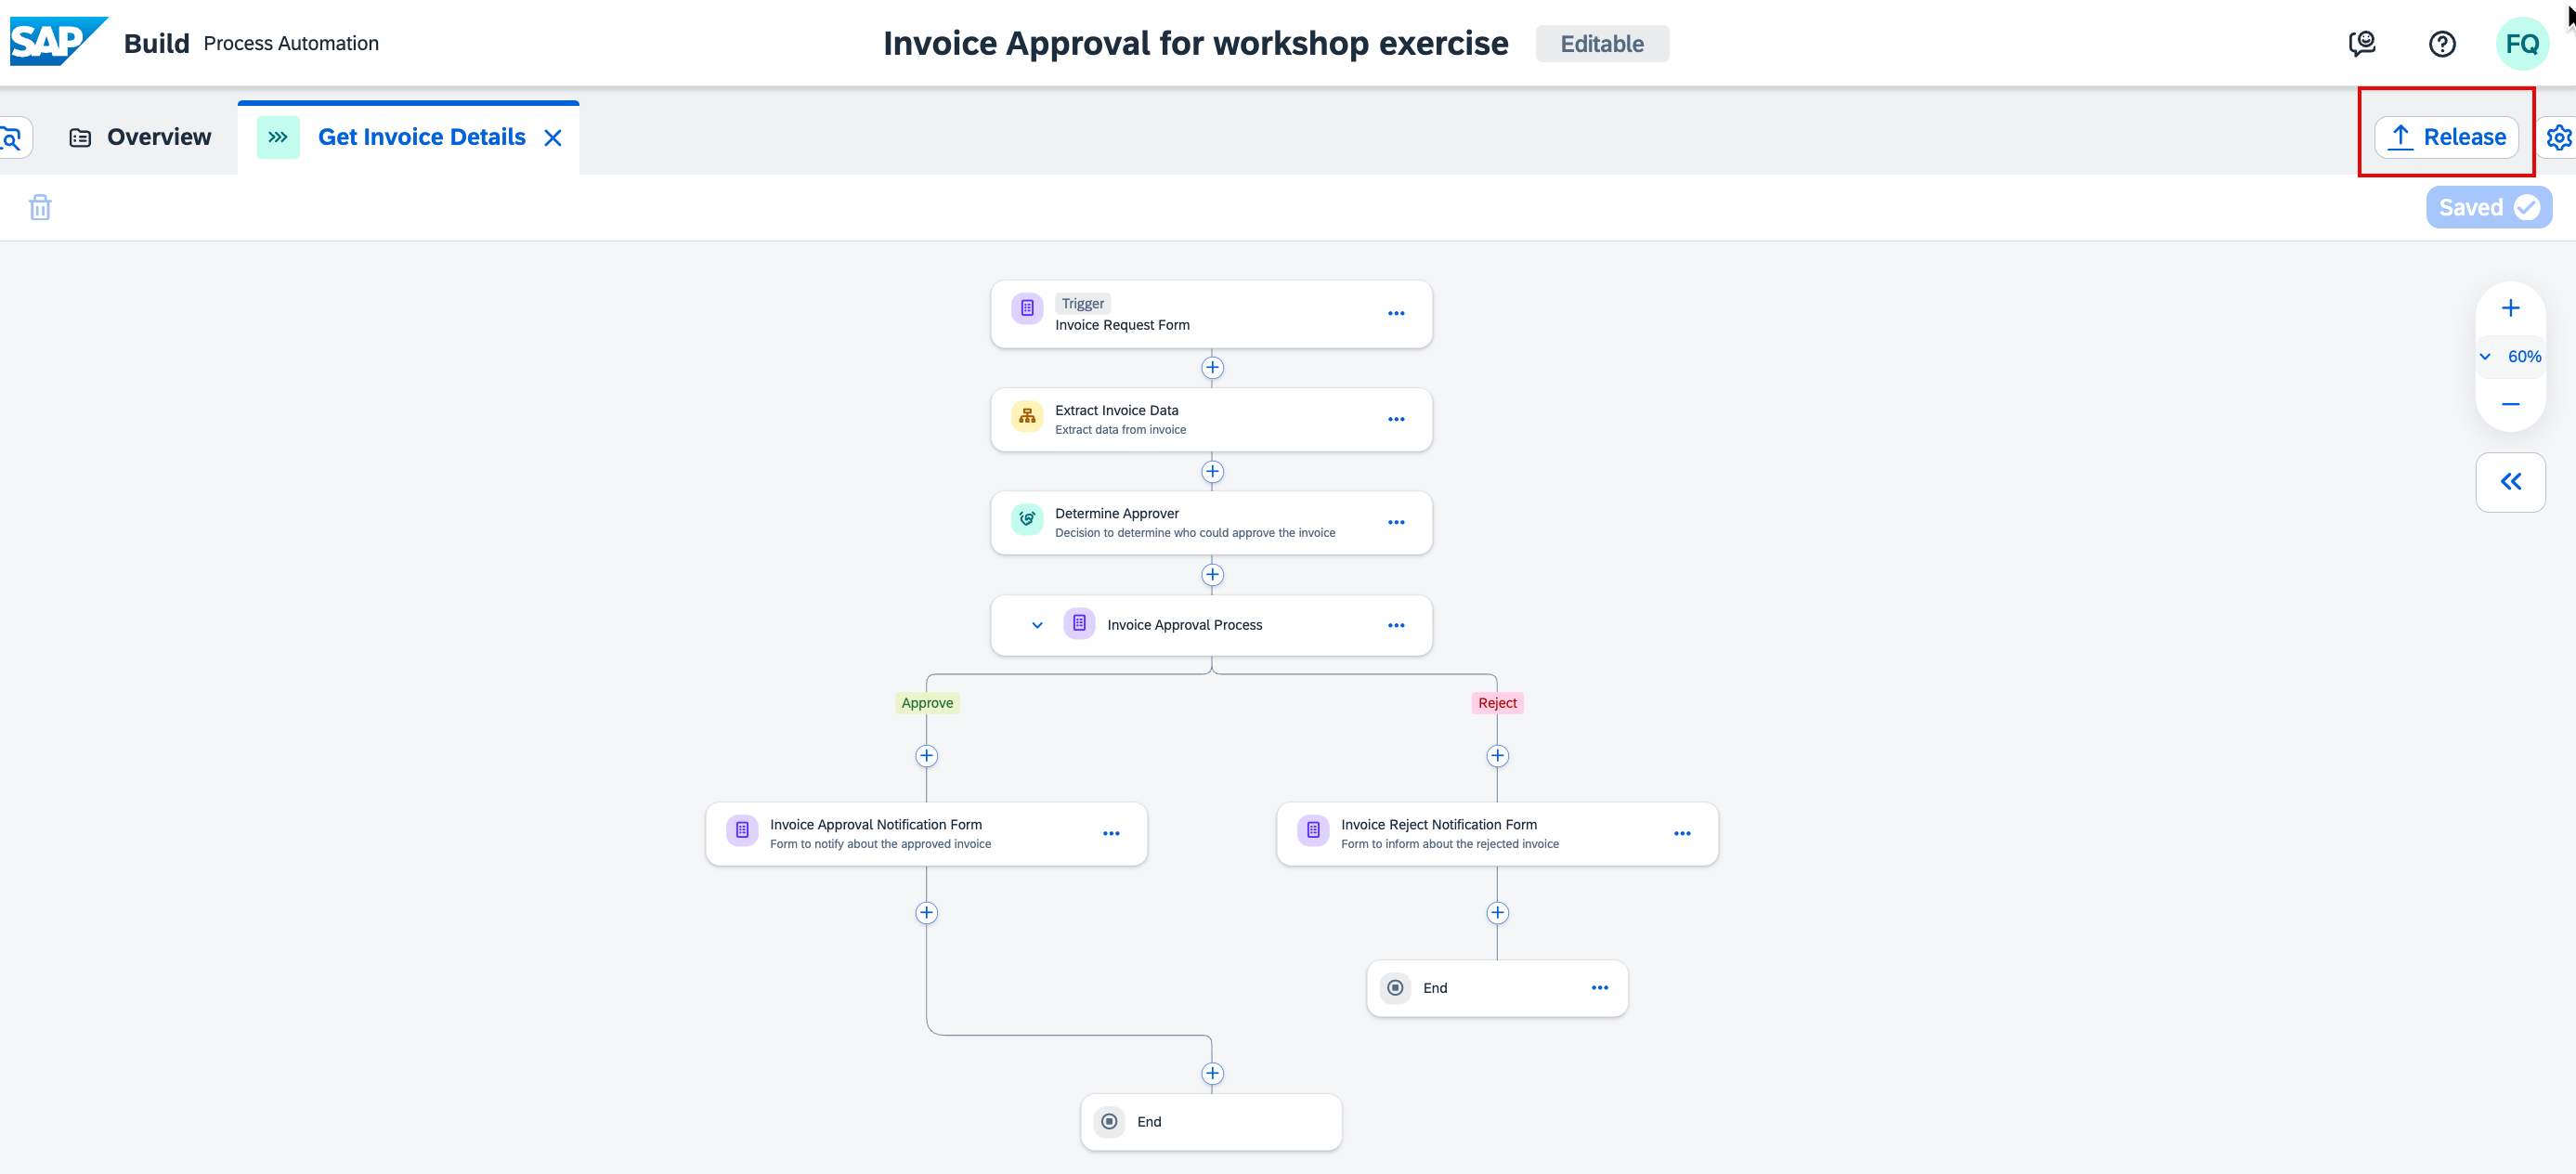 SAP Build Process Automation
Invoice Approval for workshop exercise Editable
FQ
Overview
Get Invoice Details
Release
Saved
Trigger
Invoice Request Form
60%
Extract Invoice Data
Extract data from invoice
Determine Approver
Decision to determine who could approve the invoice
Invoice Approval Process
Approve
Reject
Invoice Approval Notification Form
Form to notify about the approved invoice
Invoice Reject Notification Form
Form to inform about the rejected invoice
End
End